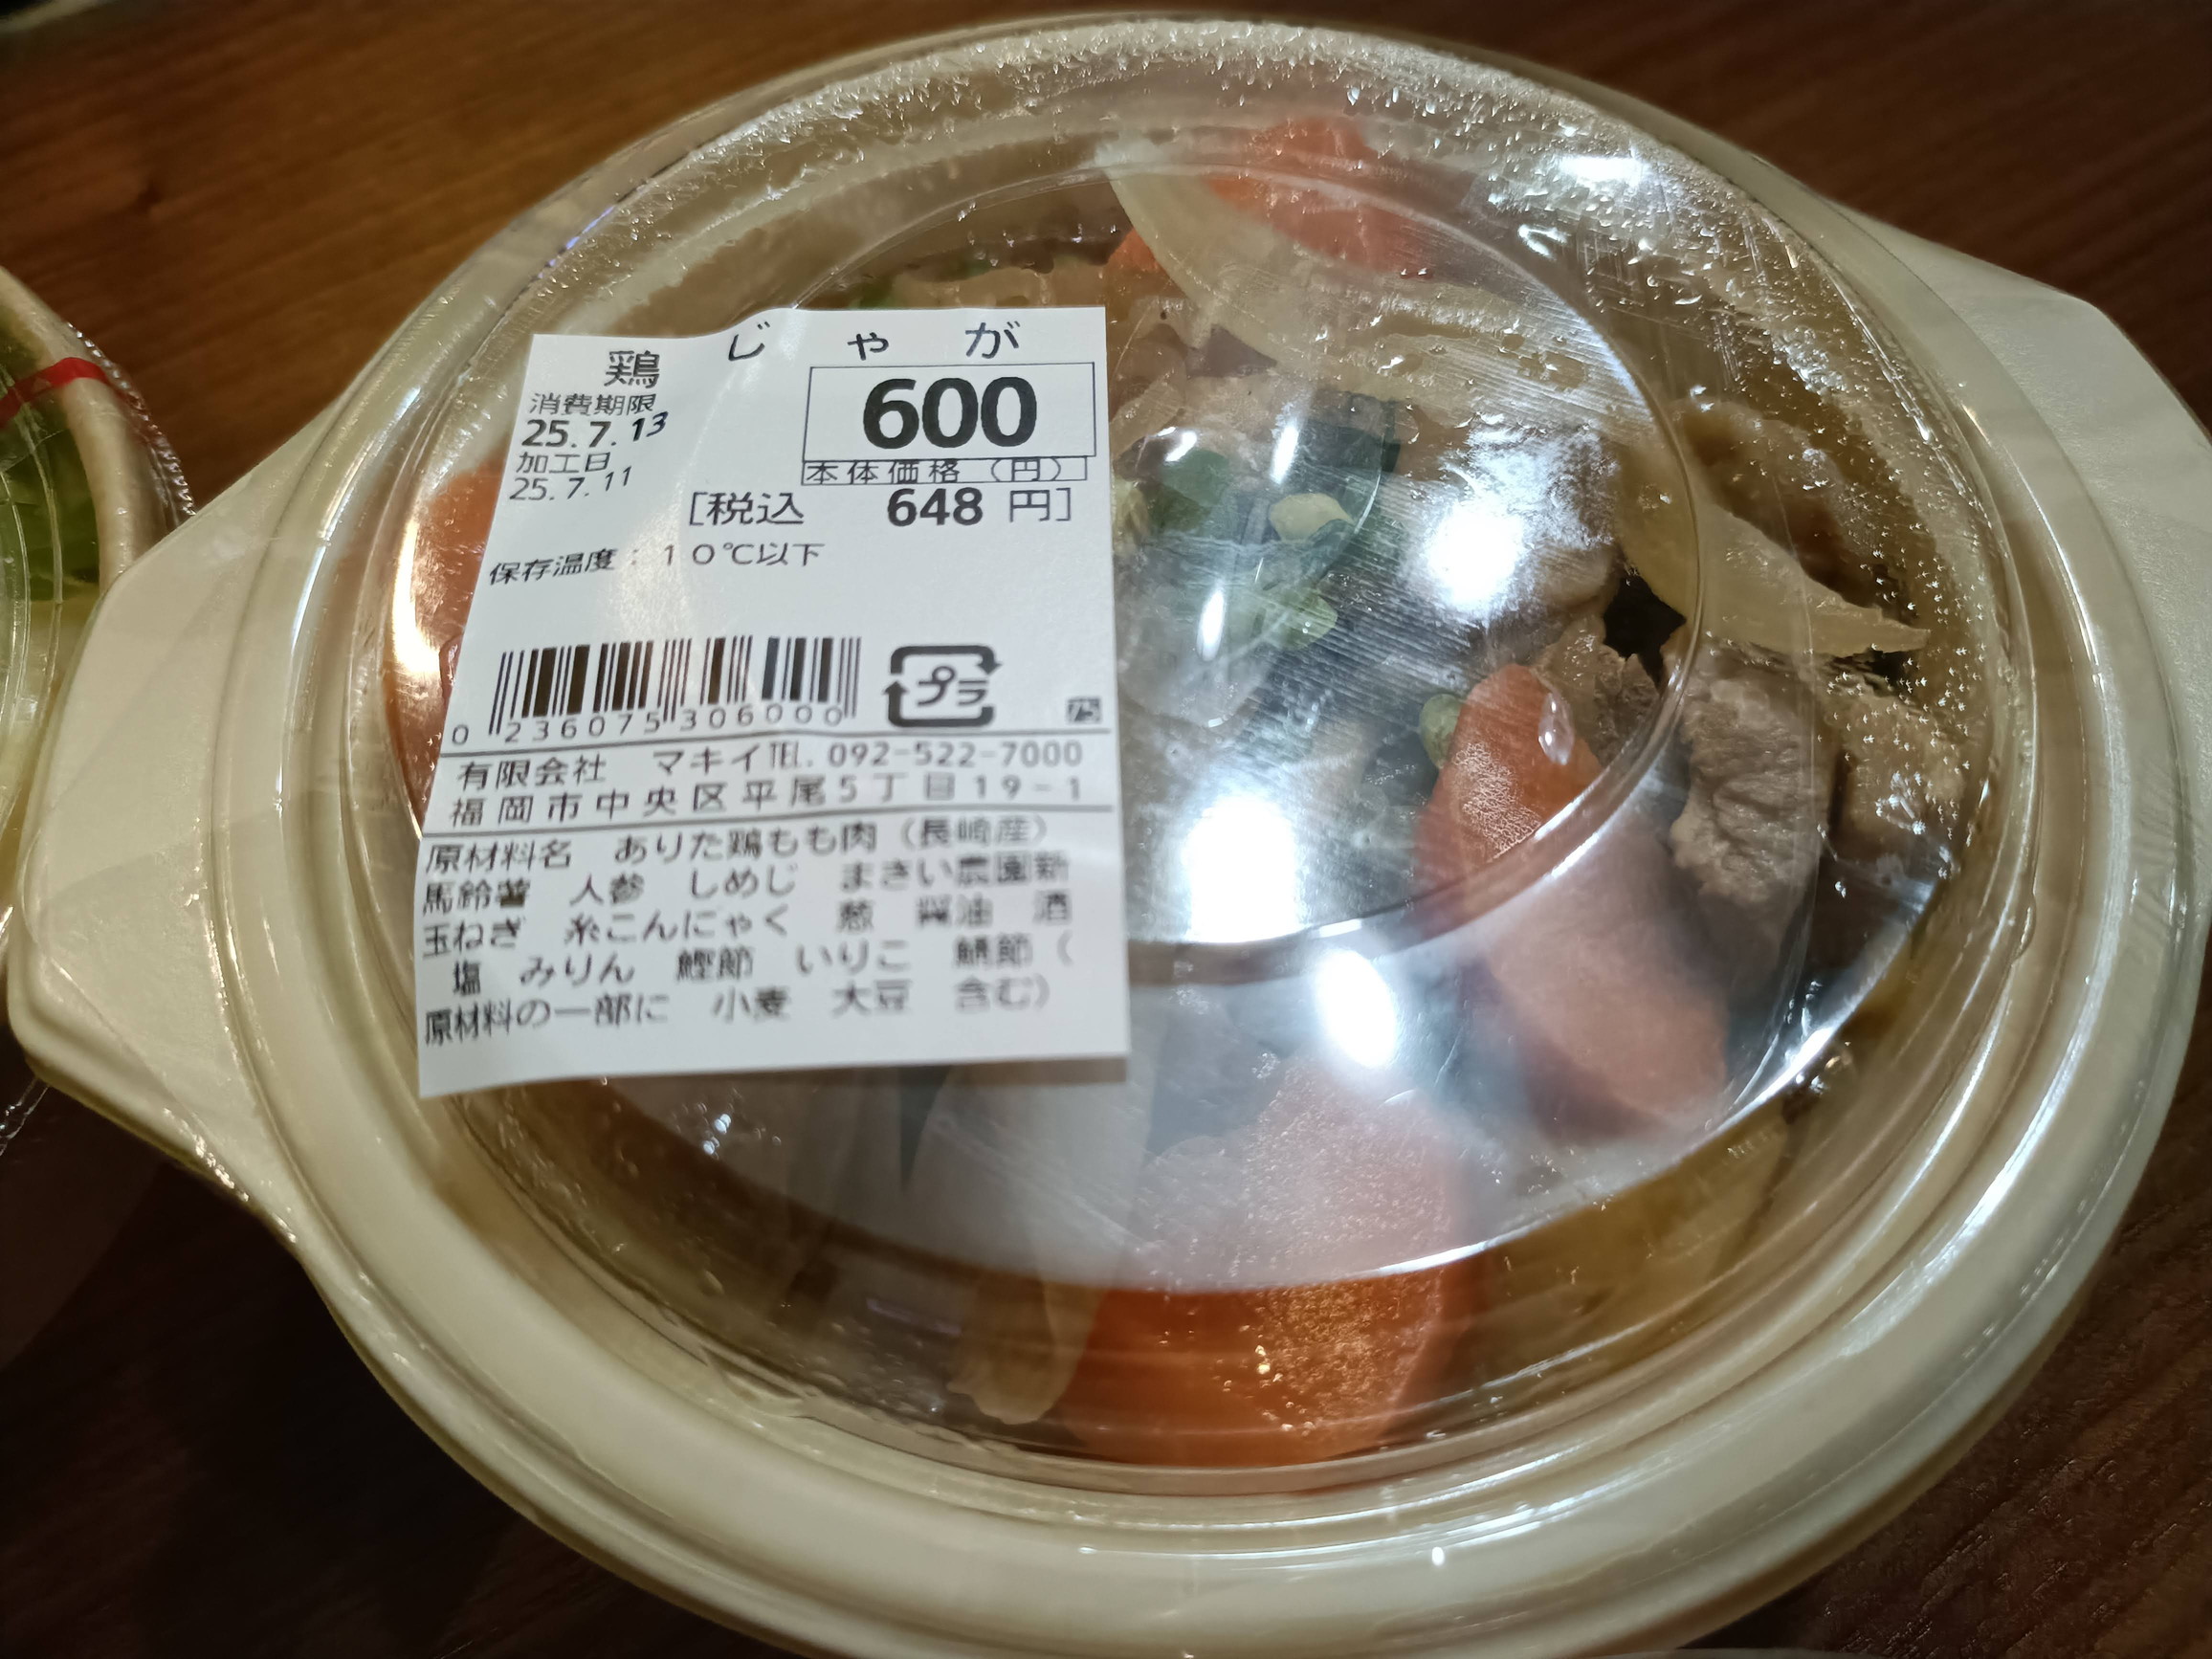 鶏じゃが
消費期限
25.7.13
600
加工日
本体価格(円)
25.7.11
[税込 648円]
保存温度:10℃以下
0 236075 306000
プラ
有限会社 マキイ TEL.092-522-7000
福岡市中央区平尾5丁目19-1
原材料名 ありた鶏もも肉(長崎産)
馬鈴薯 人参 しめじ まきい農園新
玉ねぎ 糸こんにゃく 葱 醤油 酒
塩 みりん 鰹節 いりこ 鯖節(
原材料の一部に 小麦 大豆 含む)